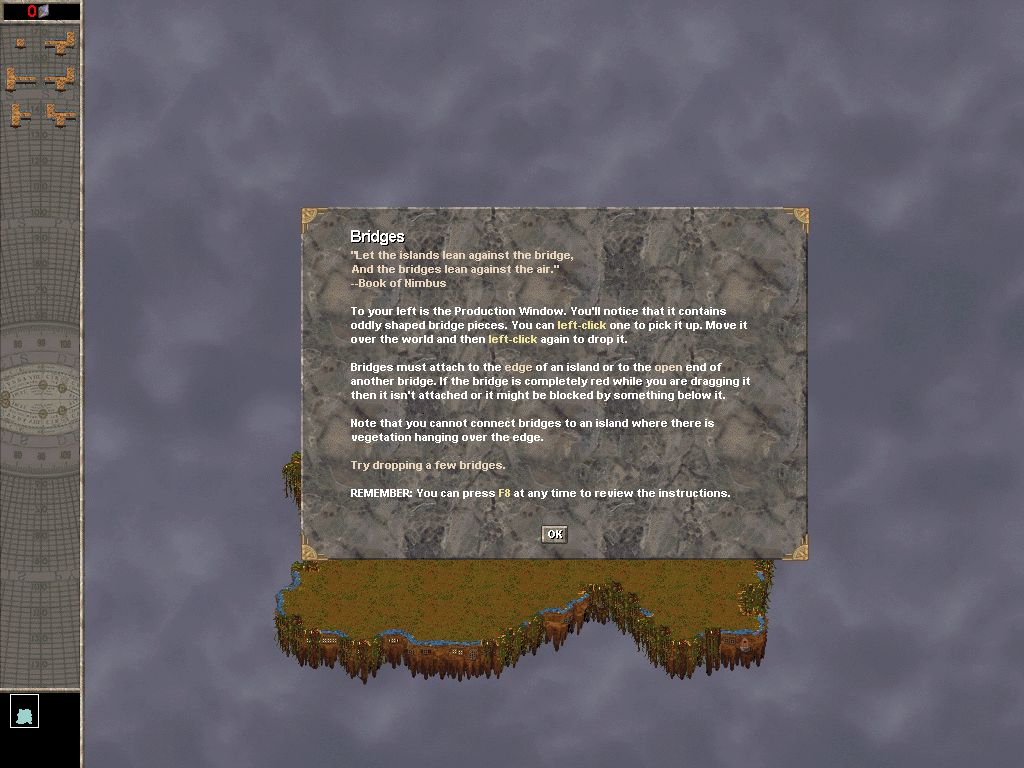 0
Bridges
"Let the islands lean against the bridge,
And the bridges lean against the air."
--Book of Nimbus
To your left is the Production Window. You'll notice that it contains
oddly shaped bridge pieces. You can left-click one to pick it up. Move it
over the world and then left-click again to drop it.
Bridges must attach to the edge of an island or to the open end of
another bridge. If the bridge is completely red while you are dragging it
then it isn't attached or it might be blocked by something below it.
Note that you cannot connect bridges to an island where there is
vegetation hanging over the edge.
Try dropping a few bridges.
REMEMBER: You can press F8 at any time to review the instructions.
OK